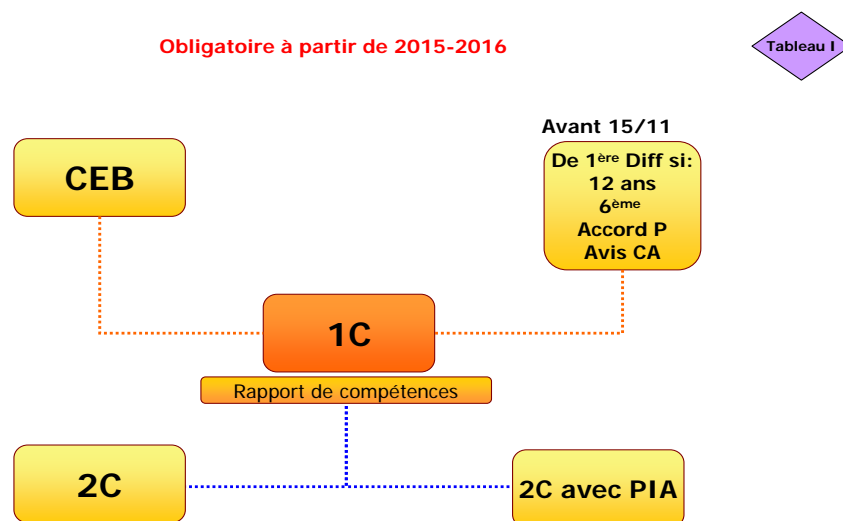 Obligatoire à partir de 2015-2016
Tableau I
Avant 15/11
CEB
De 1ère Diff si:
12 ans
6ème
Accord P
Avis CA
1C
Rapport de compétences
2C
2C avec PIA